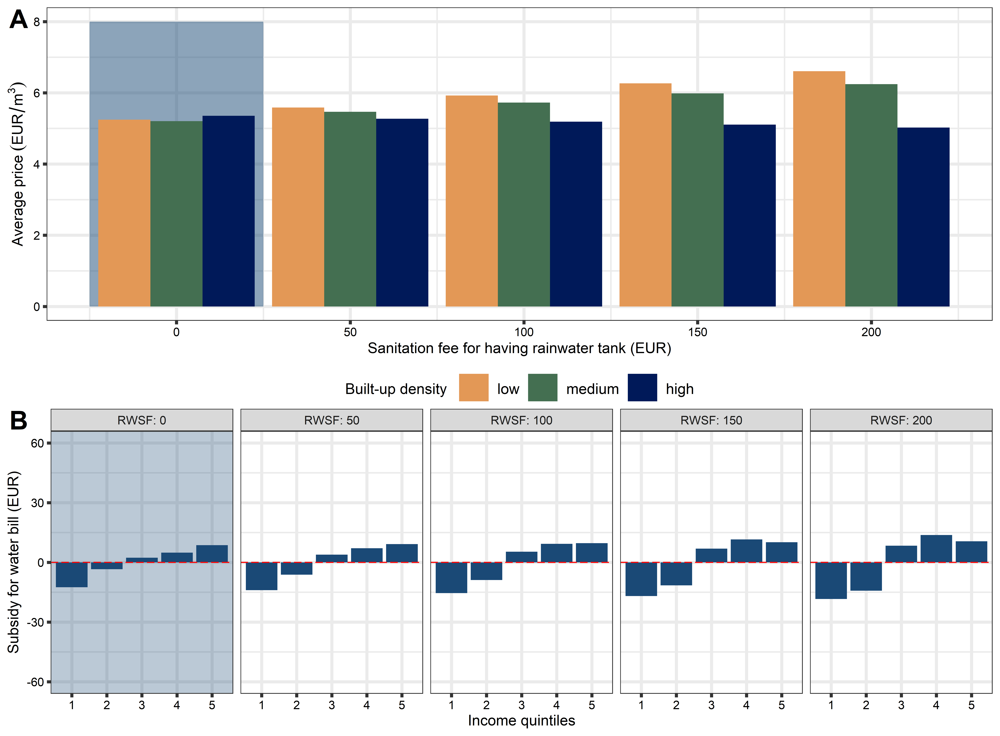 A
8
6
4
2
0
Average price (EUR/m³)
0 50 100 150 200
Sanitation fee for having rainwater tank (EUR)
Built-up density low medium high
B
RWSF: 0 RWSF: 50 RWSF: 100 RWSF: 150 RWSF: 200
60
30
0
-30
-60
Subsidy for water bill (EUR)
1 2 3 4 5 1 2 3 4 5 1 2 3 4 5 1 2 3 4 5 1 2 3 4 5
Income quintiles